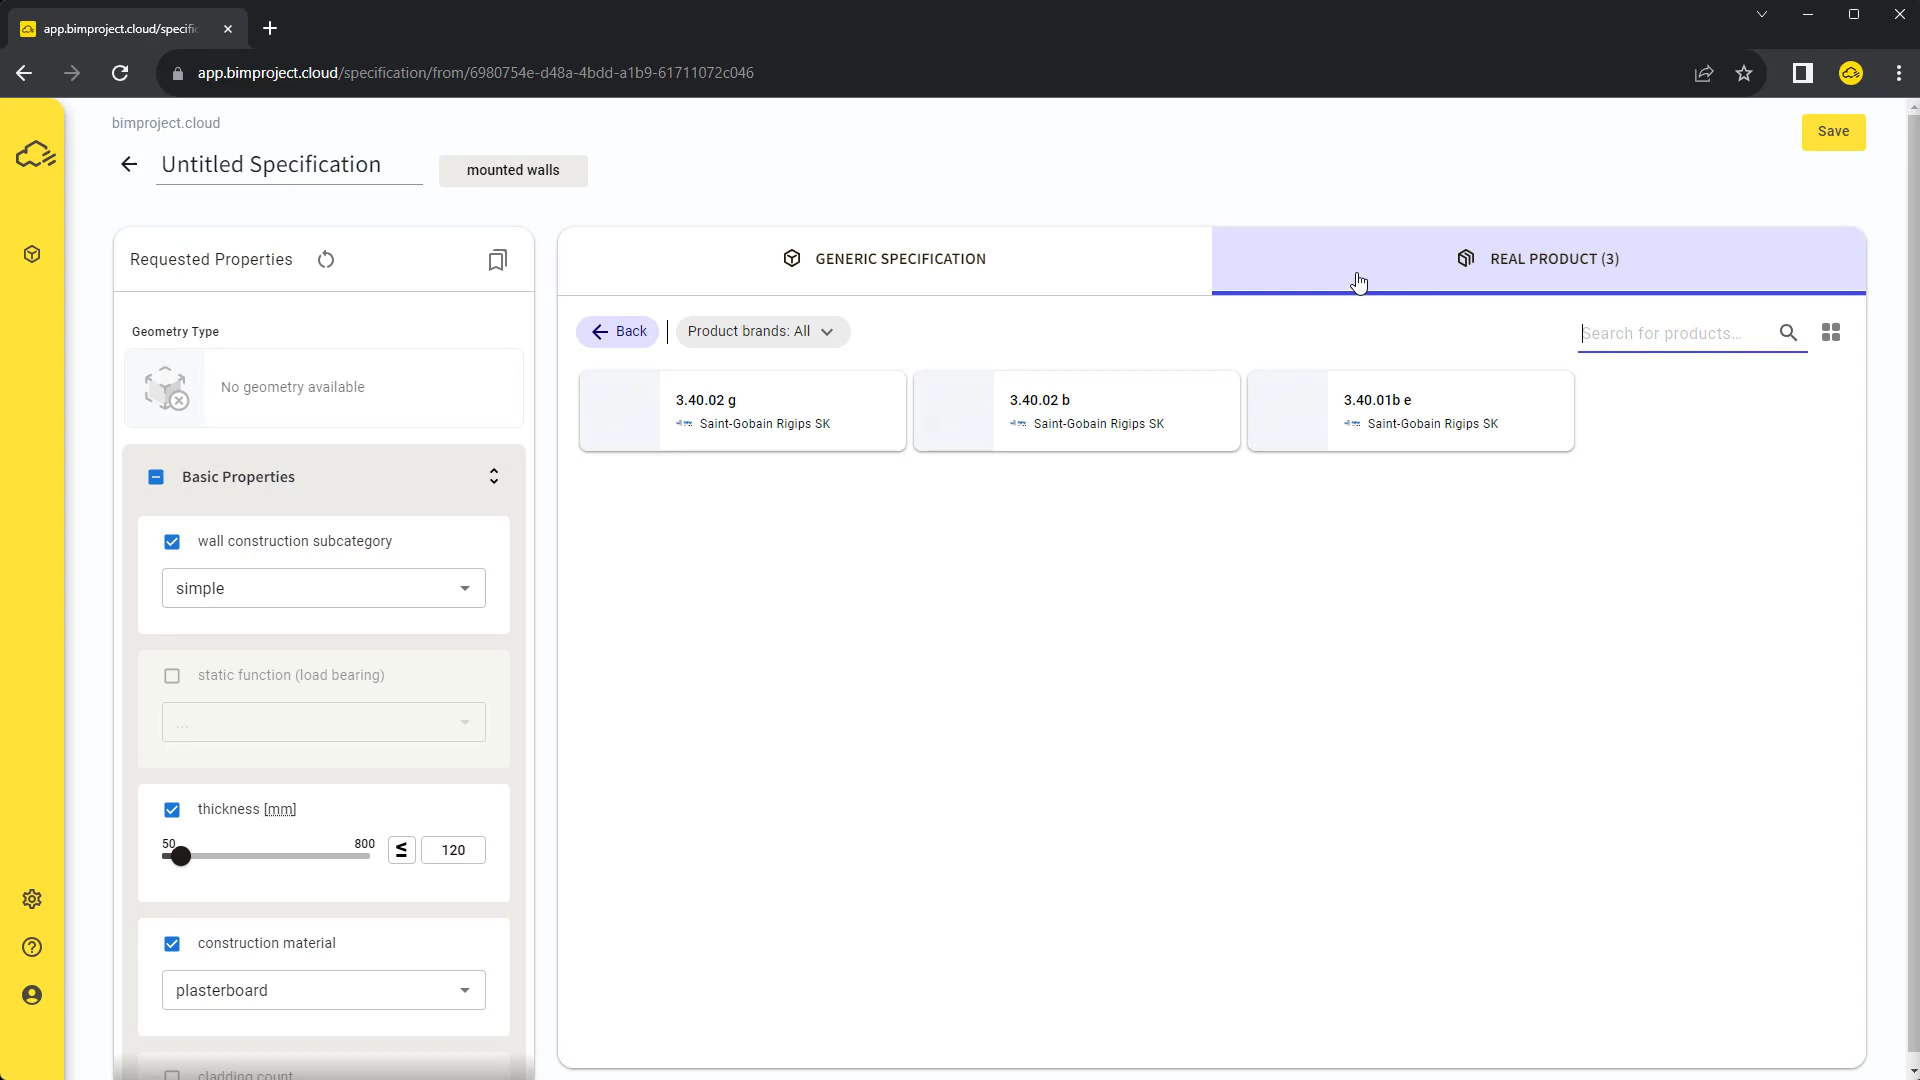 app.bimproject.cloud/specific
app.bimproject.cloud/specification/from/6980754e-d48a-4bdd-a1b9-61711072c046
bimproject.cloud
Save
Untitled Specification
mounted walls
Requested Properties
GENERIC SPECIFICATION
REAL PRODUCT (3)
Back
Product brands: All
Search for products...
Geometry Type
No geometry available
3.40.02 g
Saint-Gobain Rigips SK
3.40.02 b
Saint-Gobain Rigips SK
3.40.01b e
Saint-Gobain Rigips SK
Basic Properties
wall construction subcategory
simple
static function (load bearing)
...
thickness [mm]
50
800
≤
120
construction material
plasterboard
cladding count